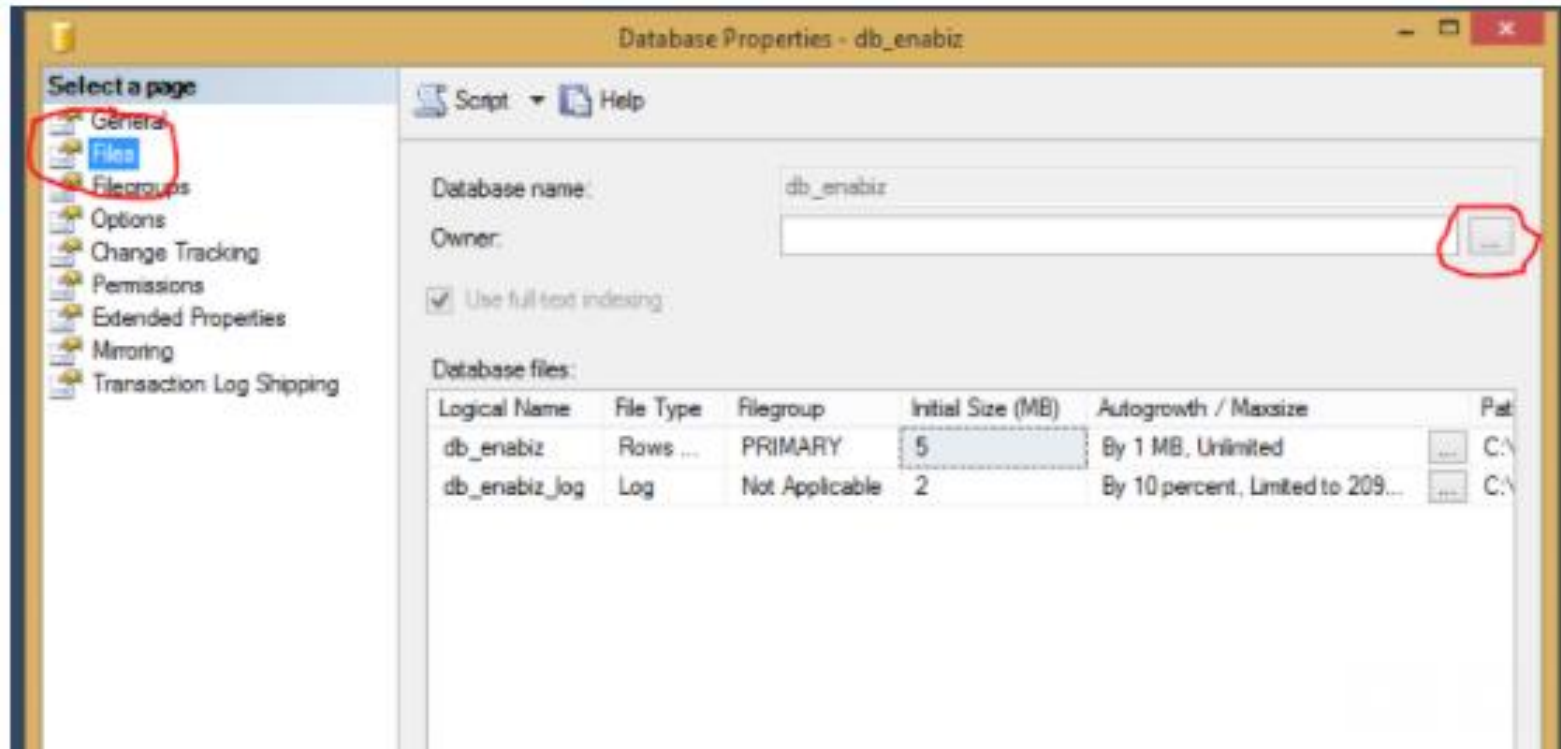 Database Properties - db_enabiz
Select a page
General
Files
Filegroups
Options
Change Tracking
Permissions
Extended Properties
Mirroring
Transaction Log Shipping
Script Help
Database name: db_enabiz
Owner: ...
Use full-text indexing
Database files:
Logical Name File Type Filegroup Initial Size (MB) Autogrowth / Maxsize Pat
db_enabiz Rows ... PRIMARY 5 By 1 MB, Unlimited ... C:\
db_enabiz_log Log Not Applicable 2 By 10 percent, Limited to 209... ... C:\